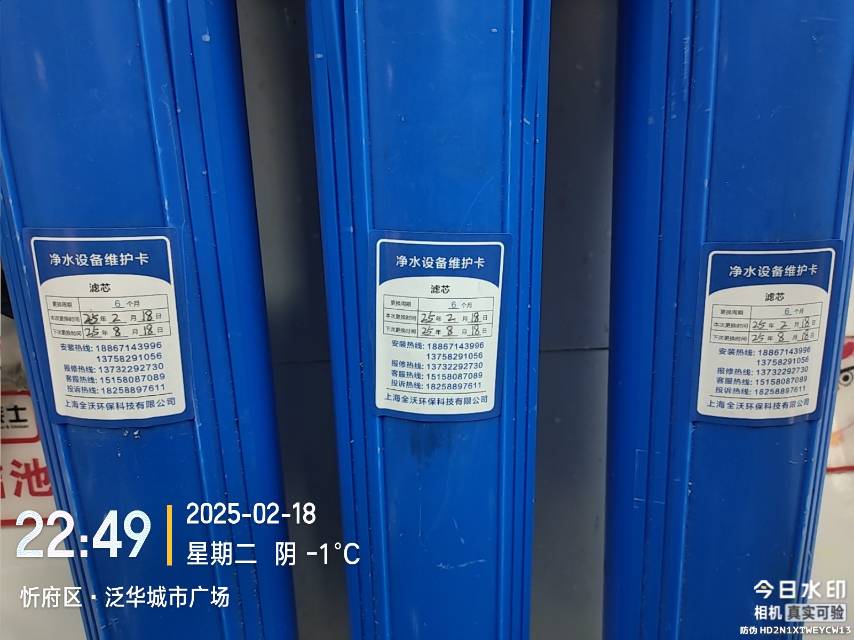 净水设备维护卡
滤芯
更换周期 6 个月
本次更换时间 25 年 2 月 18 日
下次更换时间 25 年 8 月 18 日
安装热线: 18867143996
13758291056
报修热线: 13732292730
客服热线: 15158087089
投诉热线: 18258897611
上海全沃环保科技有限公司
净水设备维护卡
滤芯
更换周期 6 个月
本次更换时间 25 年 2 月 18 日
下次更换时间 25 年 8 月 18 日
安装热线: 18867143996
13758291056
报修热线: 13732292730
客服热线: 15158087089
投诉热线: 18258897611
上海全沃环保科技有限公司
净水设备维护卡
滤芯
更换周期 6 个月
本次更换时间 25 年 2 月 18 日
下次更换时间 25 年 8 月 18 日
安装热线: 18867143996
13758291056
报修热线: 13732292730
客服热线: 15158087089
投诉热线: 18258897611
上海全沃环保科技有限公司
士
池
22:49
2025-02-18
星期二 阴 -1°C
忻府区·泛华城市广场
今日水印
相机 真实可验
防伪 HD2N1XTWEYCW13